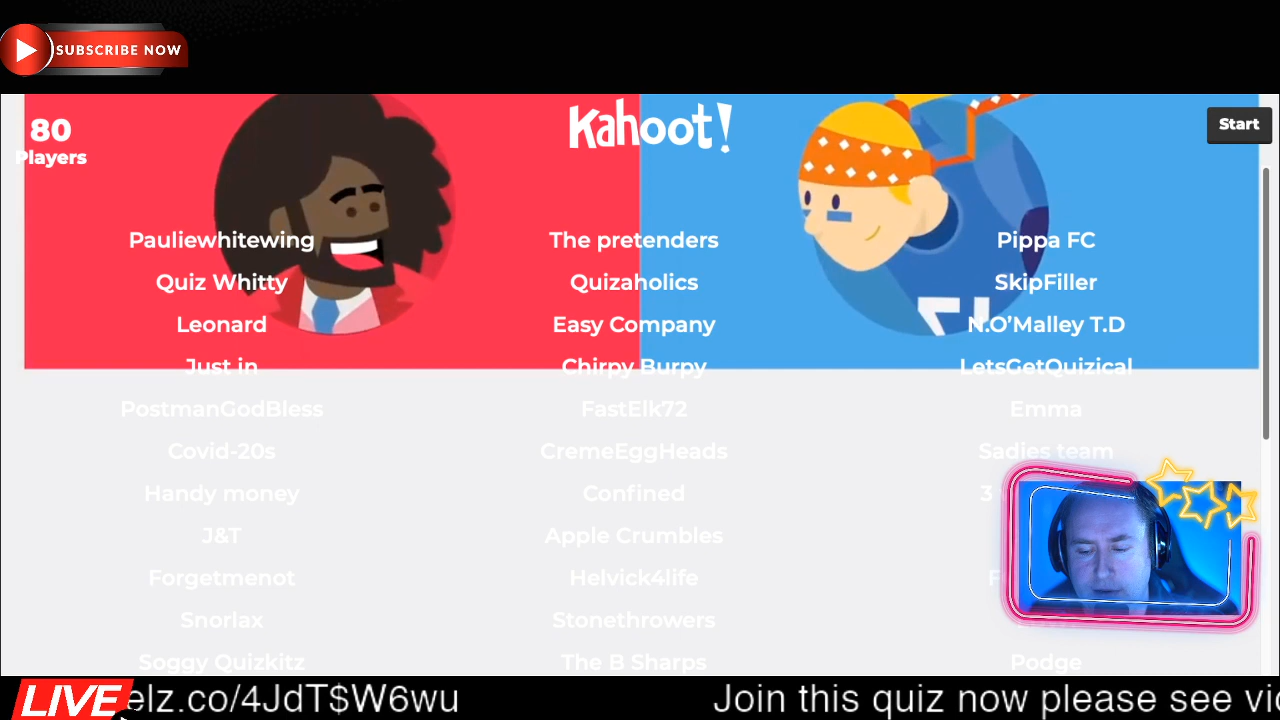 SUBSCRIBE NOW
80
Players
Kahoot!
Start
Pauliewhitewing
The pretenders
Pippa FC
Quiz Whitty
Quizaholics
SkipFiller
Leonard
Easy Company
N.O’Malley T.D
Just in
Chirpy Burpy
LetsGetQuizical
PostmanGodBless
FastElk72
Emma
Covid-20s
CremeEggHeads
Sadies team
Handy money
Confined
3
J&T
Apple Crumbles
Forgetmenot
Helvick4life
F
Snorlax
Stonethrowers
Soggy Quizkitz
The B Sharps
Podge
LIVE
elz.co/4JdT$W6wu
Join this quiz now please see vi